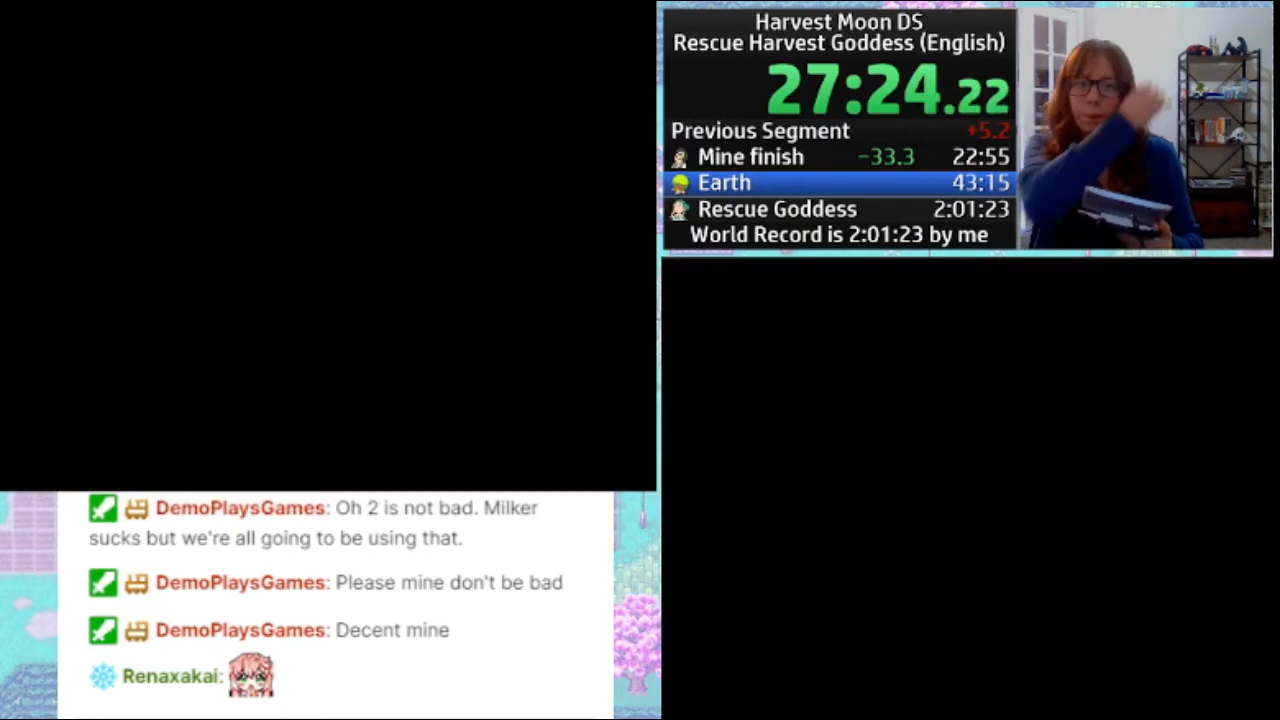 Harvest Moon DS
Rescue Harvest Goddess (English)
27:24.22
Previous Segment +5.2
Mine finish -33.3 22:55
Earth 43:15
Rescue Goddess 2:01:23
World Record is 2:01:23 by me
DemoPlaysGames: Oh 2 is not bad. Milker
sucks but we're all going to be using that.
DemoPlaysGames: Please mine don't be bad
DemoPlaysGames: Decent mine
Renaxakai: